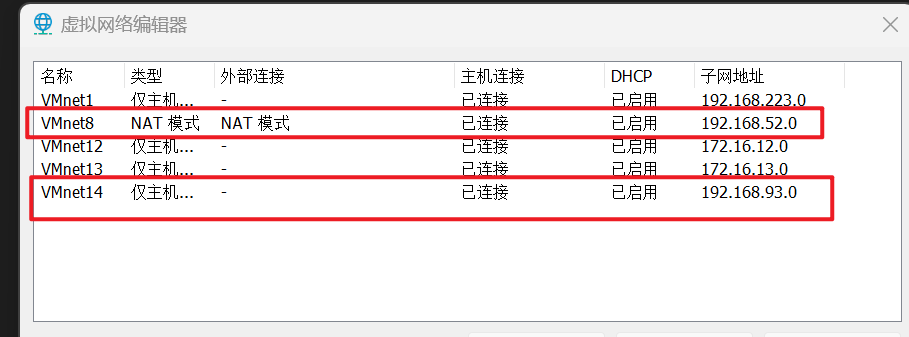 虚拟网络编辑器
名称 类型 外部连接 主机连接 DHCP 子网地址
VMnet1 仅主机... - 已连接 已启用 192.168.223.0
VMnet8 NAT 模式 NAT 模式 已连接 已启用 192.168.52.0
VMnet12 仅主机... - 已连接 已启用 172.16.12.0
VMnet13 仅主机... - 已连接 已启用 172.16.13.0
VMnet14 仅主机... - 已连接 已启用 192.168.93.0